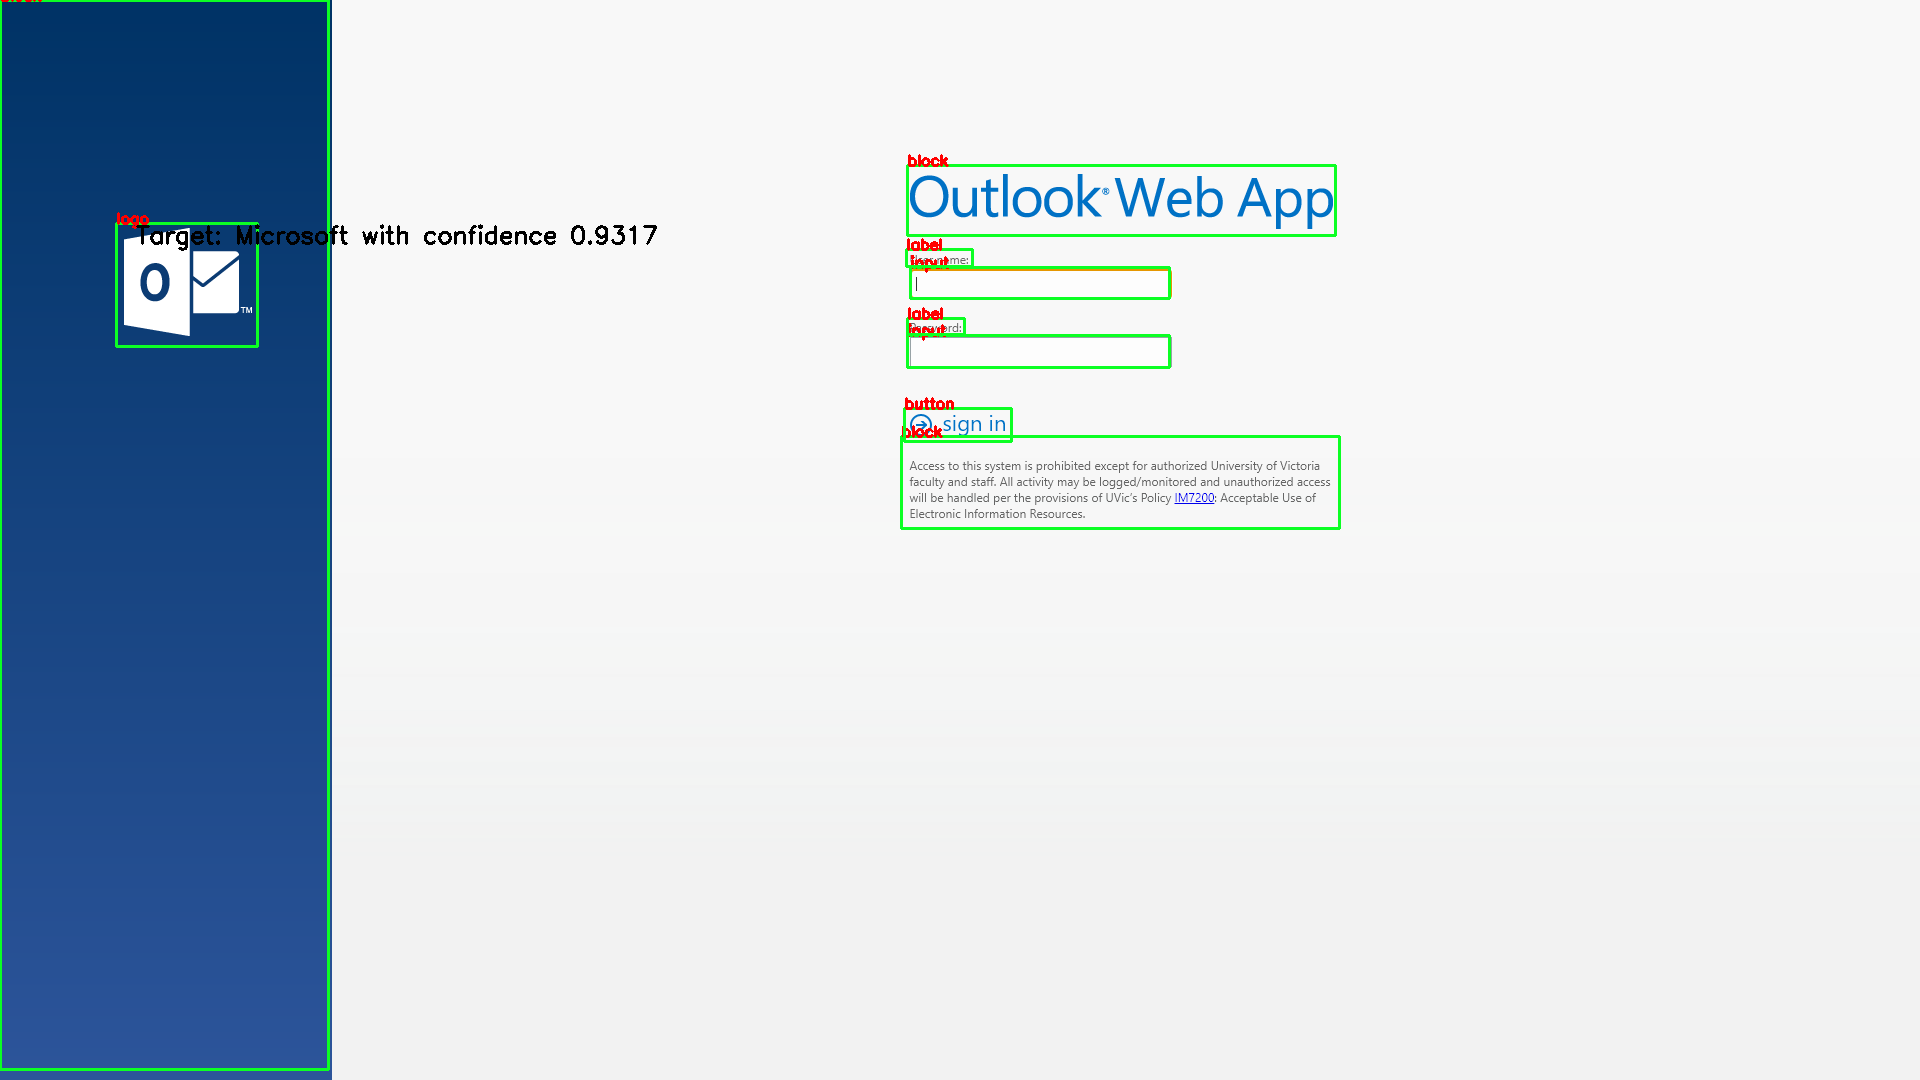 block
logo
Target: Microsoft with confidence 0.9317
O
TM
block
Outlook® Web App
label
name:
input
label
input
button
sign in
block
Access to this system is prohibited except for authorized University of Victoria
faculty and staff. All activity may be logged/monitored and unauthorized access
will be handled per the provisions of UVic's Policy IM7200: Acceptable Use of
Electronic Information Resources.